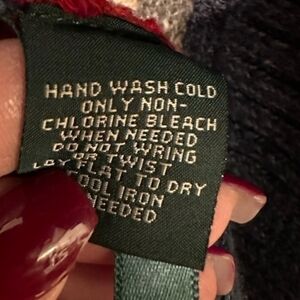 HAND WASH COLD
ONLY NON-
CHLORINE BLEACH
WHEN NEEDED
DO NOT WRING
OR TWIST
LAY FLAT TO DRY
COOL IRON
NEEDED